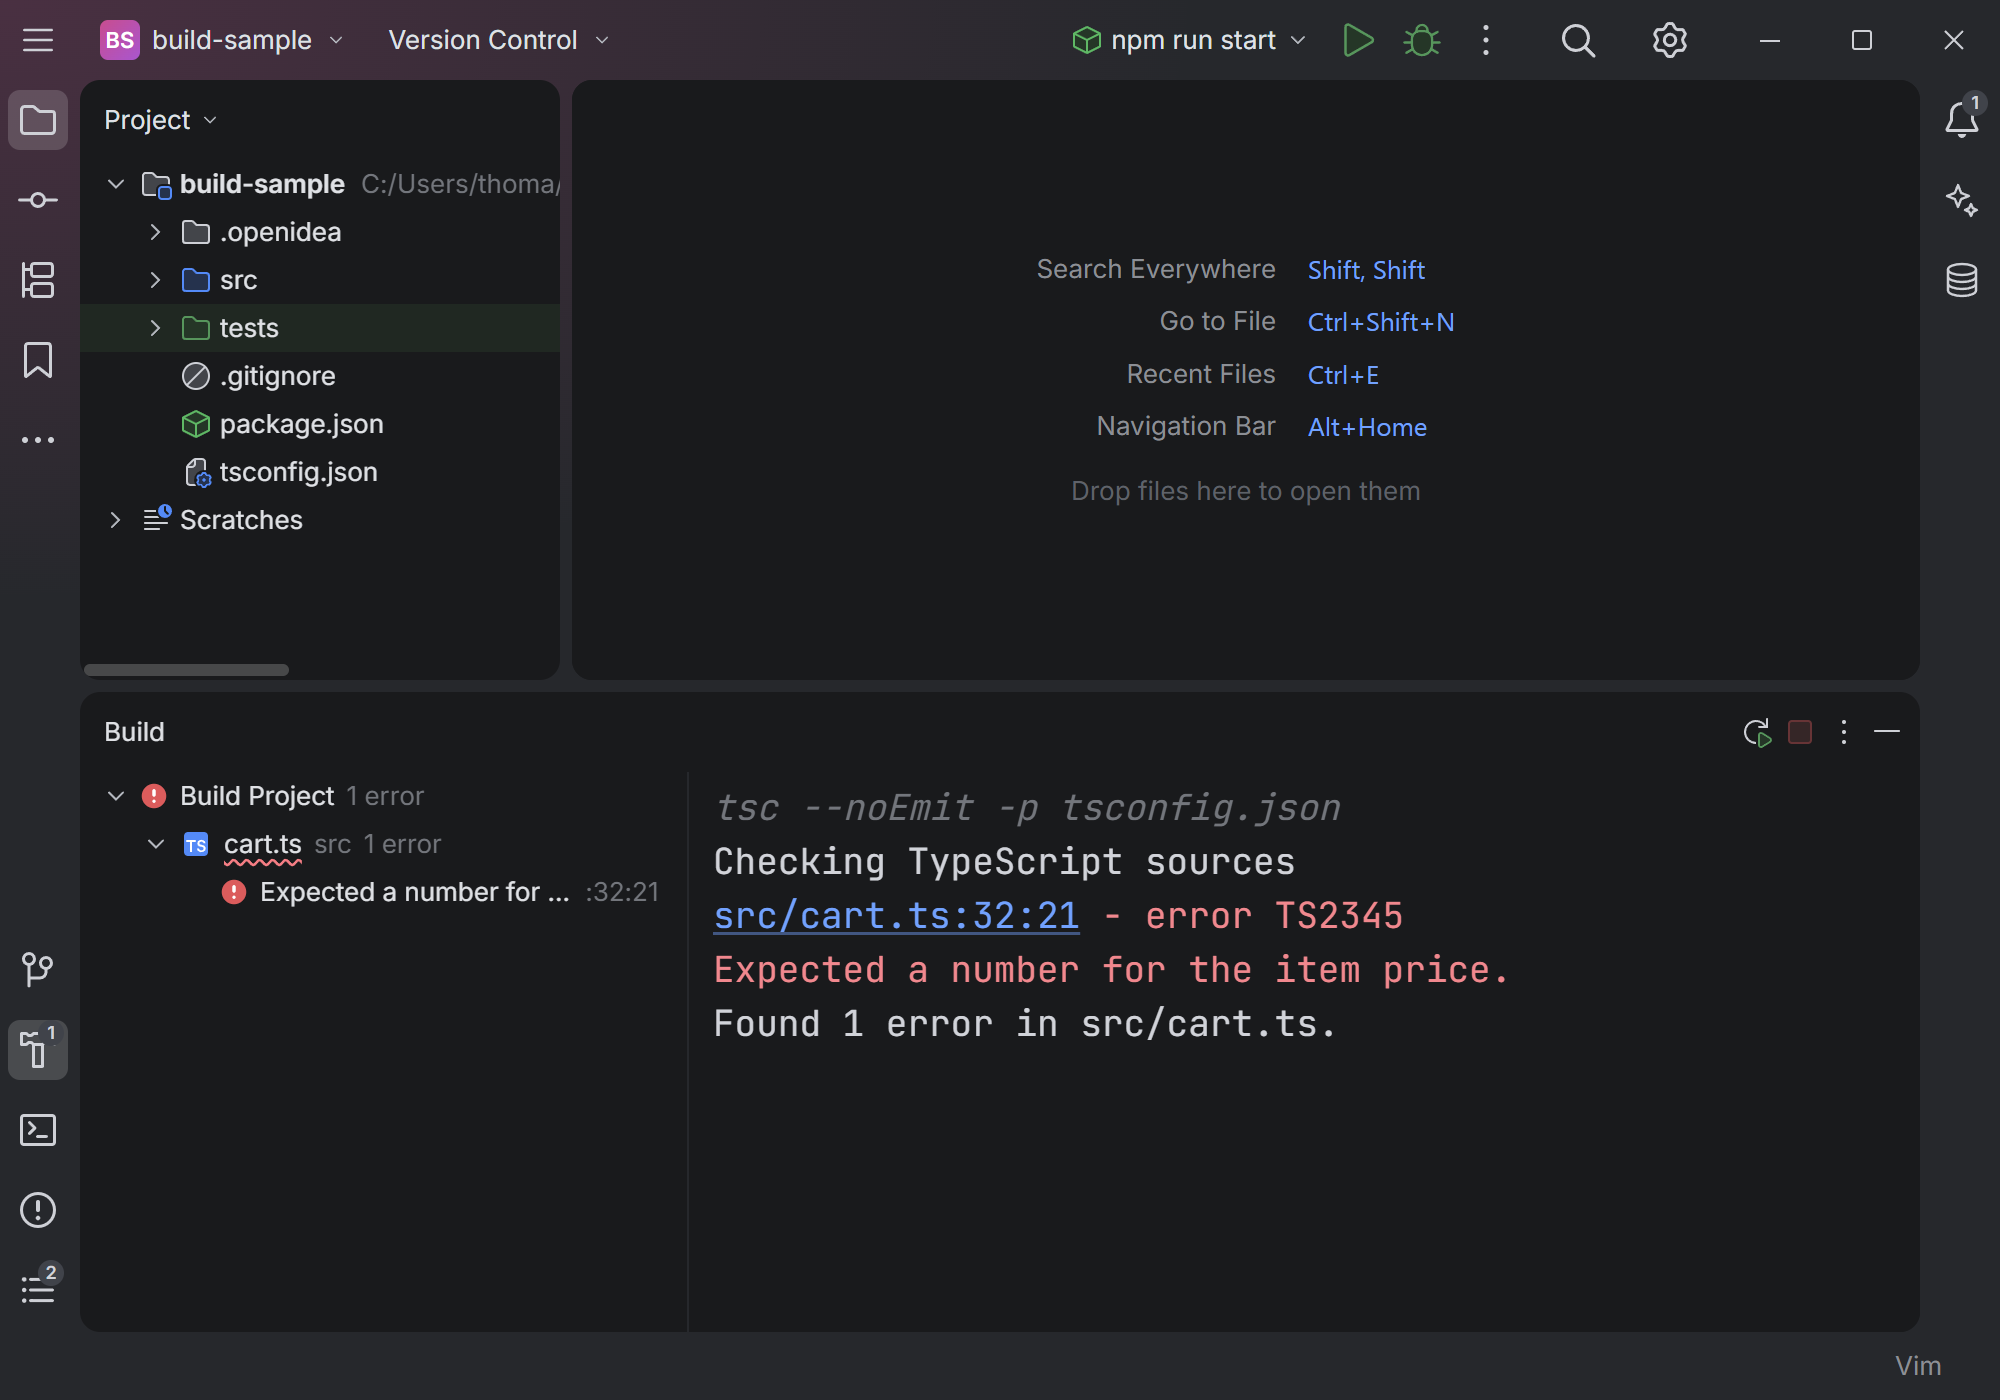 BS build-sample Version Control npm run start
1
Project
build-sample C:/Users/thoma/
.openidea
src
tests
.gitignore
package.json
tsconfig.json
Scratches
Search Everywhere Shift, Shift
Go to File Ctrl+Shift+N
Recent Files Ctrl+E
Navigation Bar Alt+Home
Drop files here to open them
Build
Build Project 1 error
TS cart.ts src 1 error
Expected a number for ... :32:21
tsc --noEmit -p tsconfig.json
Checking TypeScript sources
src/cart.ts:32:21 - error TS2345
Expected a number for the item price.
Found 1 error in src/cart.ts.
1
2
Vim